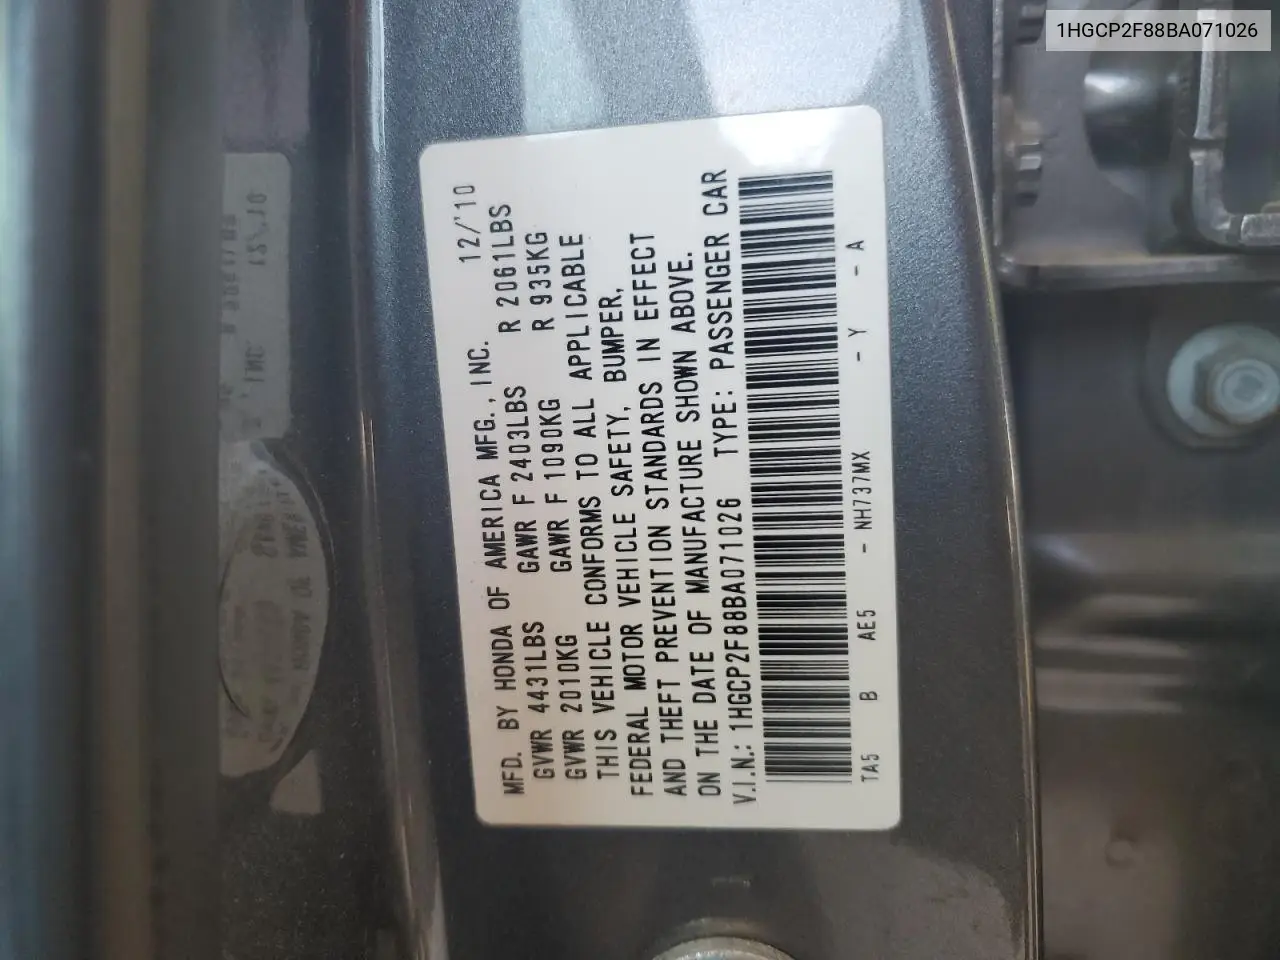 1HGCP2F88BA071026
MFD. BY HONDA OF AMERICA MFG., INC. 12/'10
GVWR 4431LBS GAWR F 2403LBS R 2061LBS
GVWR 2010KG GAWR F 1090KG R 935KG
THIS VEHICLE CONFORMS TO ALL APPLICABLE
FEDERAL MOTOR VEHICLE SAFETY, BUMPER,
AND THEFT PREVENTION STANDARDS IN EFFECT
ON THE DATE OF MANUFACTURE SHOWN ABOVE.
V.I.N.: 1HGCP2F88BA071026 TYPE: PASSENGER CAR
TA5 B AE5 - NH737MX - Y - A